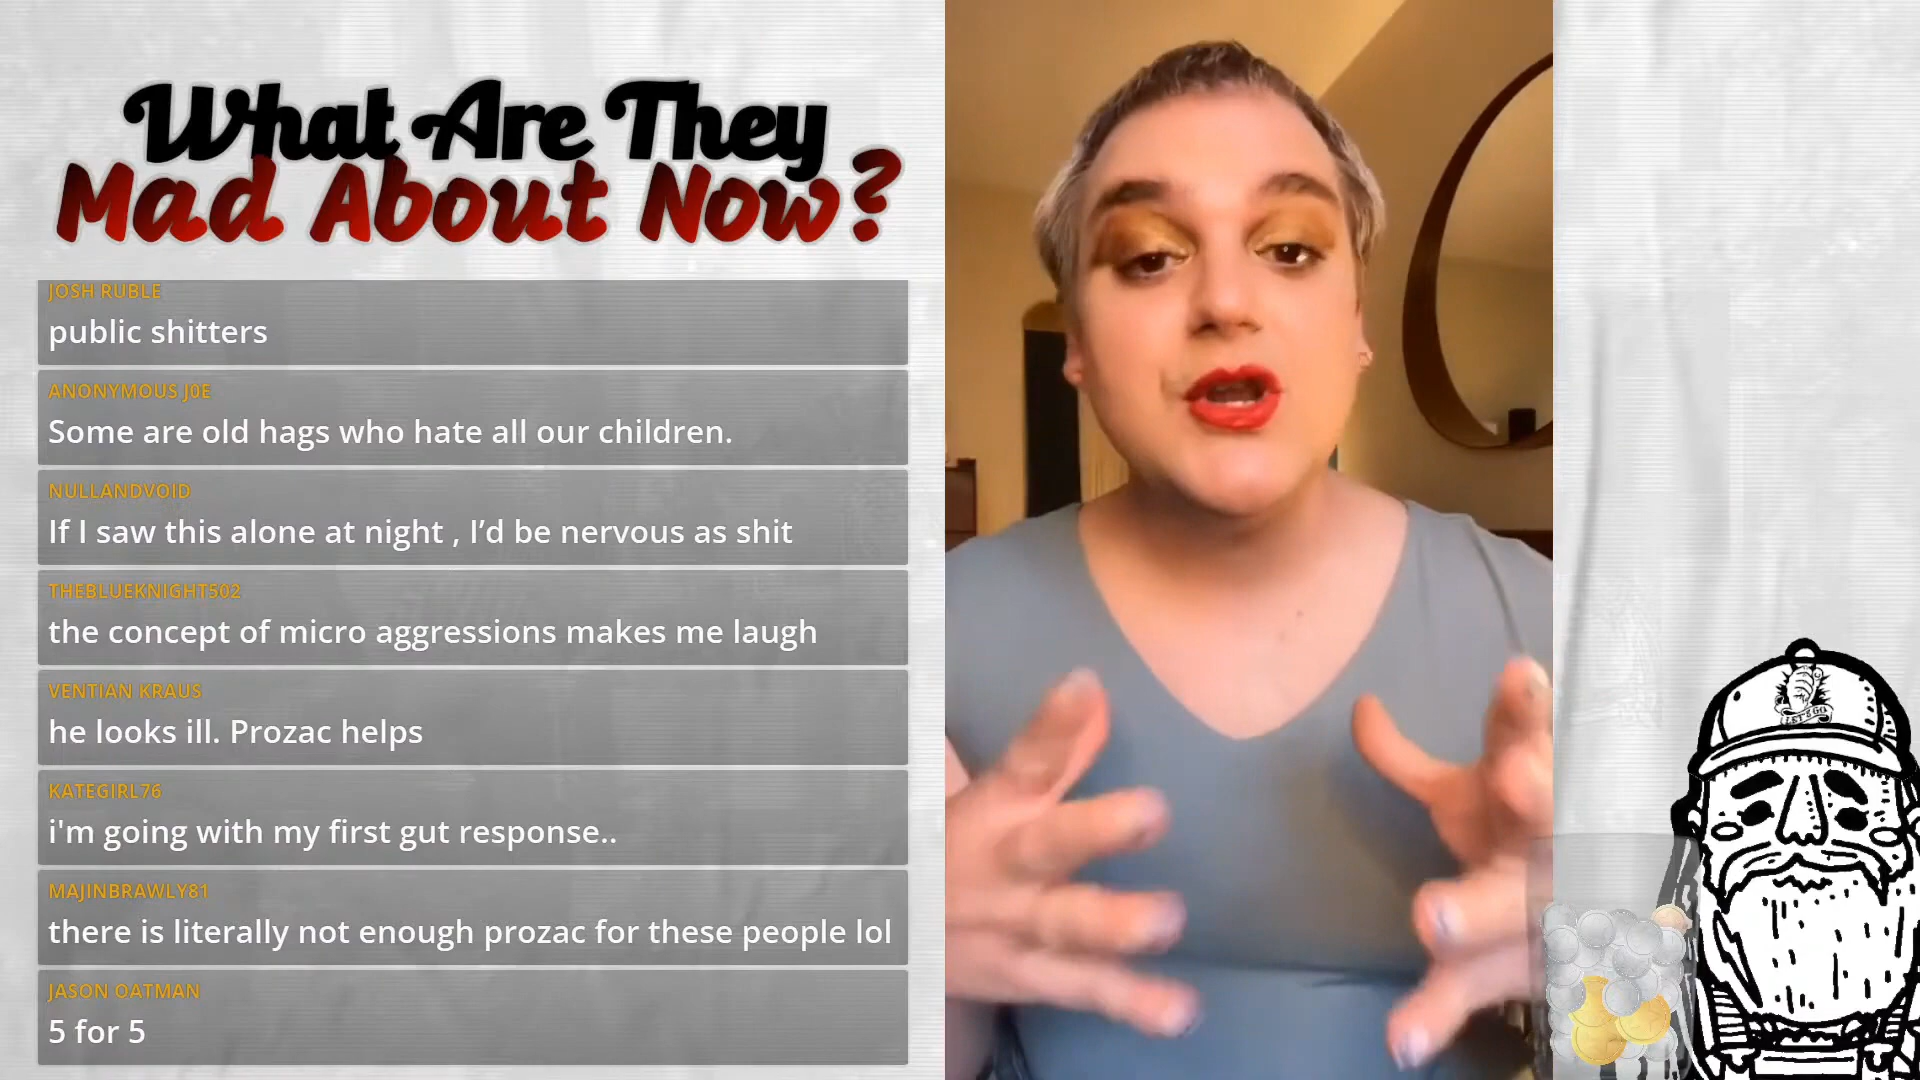 What Are They
Mad About Now?
JOSH RUBLE
public shitters
ANONYMOUS J0E
Some are old hags who hate all our children.
NULLANDVOID
If I saw this alone at night , I’d be nervous as shit
THEBLUEKNIGHT502
the concept of micro aggressions makes me laugh
VENTIAN KRAUS
he looks ill. Prozac helps
KATEGIRL76
i'm going with my first gut response..
MAJINBRAWLY81
there is literally not enough prozac for these people lol
JASON OATMAN
5 for 5
LET'S GO